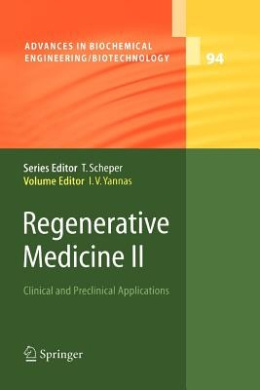 ADVANCES IN BIOCHEMICAL
ENGINEERING/BIOTECHNOLOGY 94
Series Editor T. Scheper
Volume Editor I.V. Yannas
Regenerative
Medicine II
Clinical and Preclinical Applications
Springer